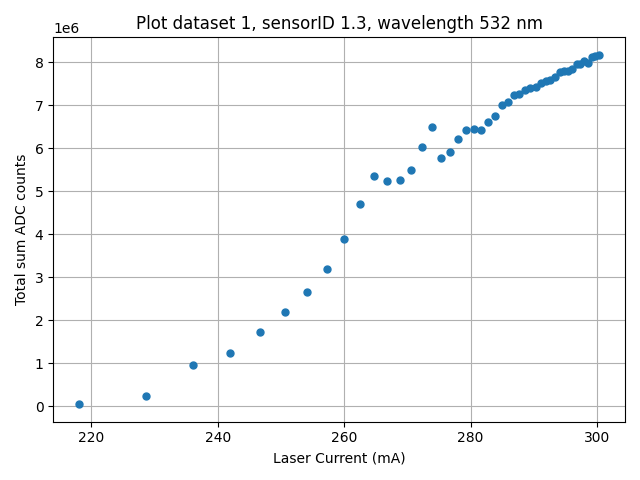 Plot dataset 1, sensorID 1.3, wavelength 532 nm
1e6
8
7
6
5
4
3
2
1
0
Total sum ADC counts
220 240 260 280 300
Laser Current (mA)